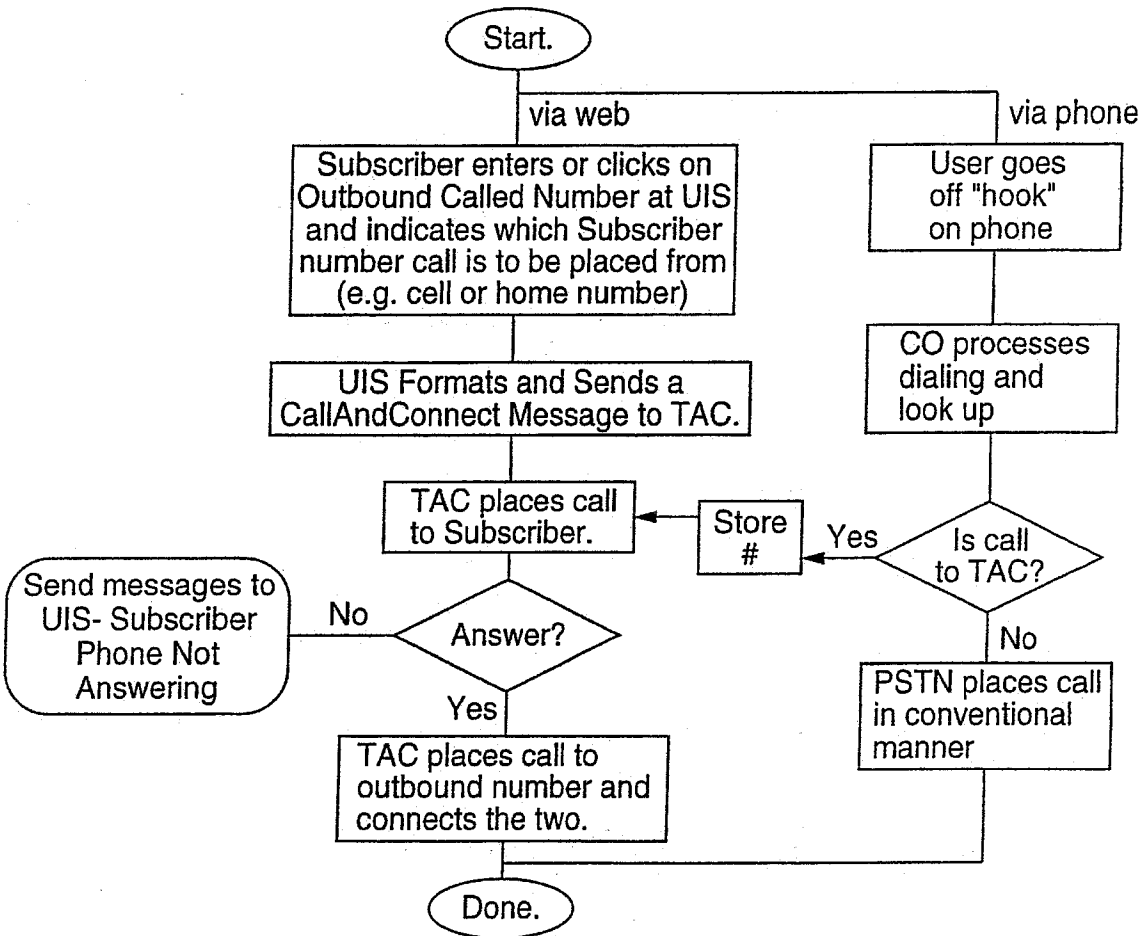 Start.
via web
via phone
Subscriber enters or clicks on
Outbound Called Number at UIS
and indicates which Subscriber
number call is to be placed from
(e.g. cell or home number)
User goes
off "hook"
on phone
UIS Formats and Sends a
CallAndConnect Message to TAC.
CO processes
dialing and
look up
TAC places call
to Subscriber.
Store
#
Yes
Is call
to TAC?
Send messages to
UIS- Subscriber
Phone Not
Answering
No
Answer?
No
Yes
PSTN places call
in conventional
manner
TAC places call to
outbound number and
connects the two.
Done.